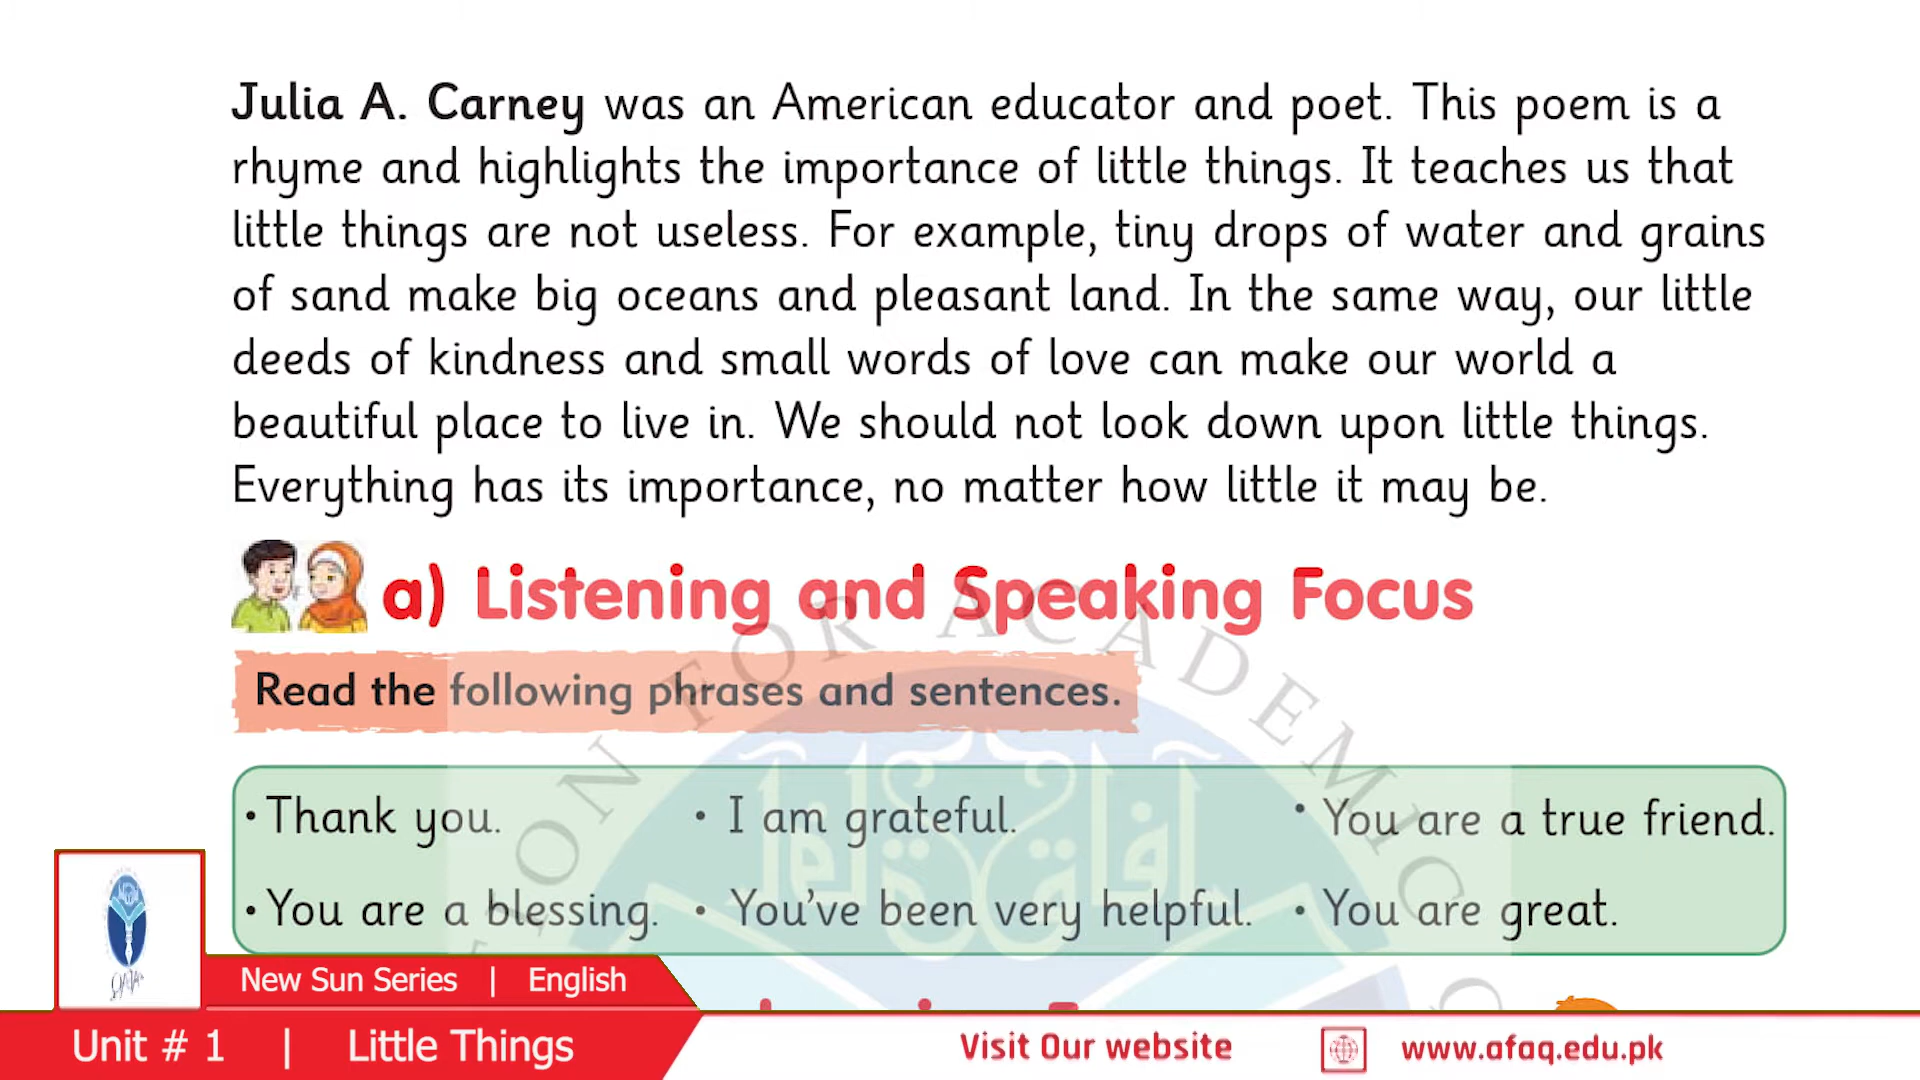 Julia A. Carney was an American educator and poet. This poem is a
rhyme and highlights the importance of little things. It teaches us that
little things are not useless. For example, tiny drops of water and grains
of sand make big oceans and pleasant land. In the same way, our little
deeds of kindness and small words of love can make our world a
beautiful place to live in. We should not look down upon little things.
Everything has its importance, no matter how little it may be.
a) Listening and Speaking Focus
Read the following phrases and sentences.
• Thank you. • I am grateful. • You are a true friend.
• You are a blessing. • You've been very helpful. • You are great.
ON FOR ACADEMIC
New Sun Series | English
Unit # 1 | Little Things
Visit Our website www.afaq.edu.pk